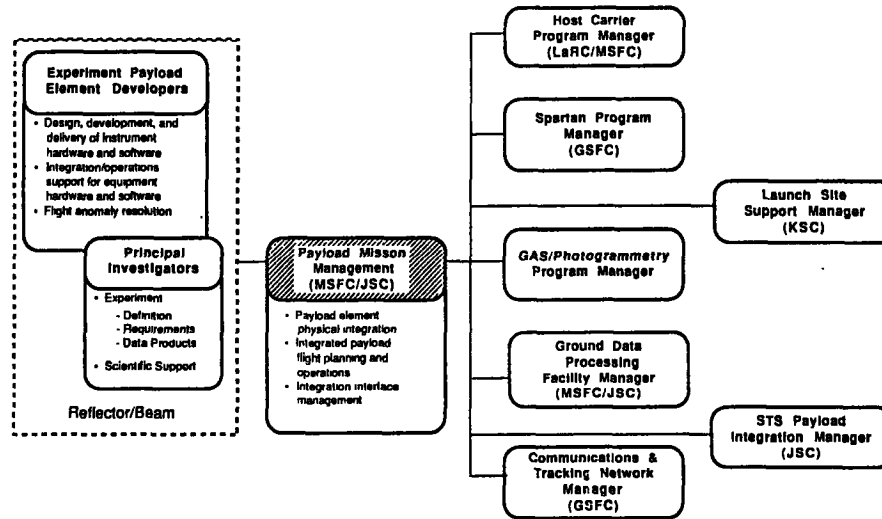 Experiment Payload
Element Developers
• Design, development, and
delivery of instrument
hardware and software
• Integration/operations
support for equipment
hardware and software
• Flight anomaly resolution
Principal
Investigators
• Experiment
- Definition
- Requirements
- Data Products
• Scientific Support
Reflector/Beam
Payload Misson
Management
(MSFC/JSC)
• Payload element
physical integration
• Integrated payload
flight planning and
operations
• Integration interface
management
Host Carrier
Program Manager
(LaRC/MSFC)
Spartan Program
Manager
(GSFC)
Launch Site
Support Manager
(KSC)
GAS/Photogrammetry
Program Manager
Ground Data
Processing
Facility Manager
(MSFC/JSC)
STS Payload
Integration Manager
(JSC)
Communications &
Tracking Network
Manager
(GSFC)